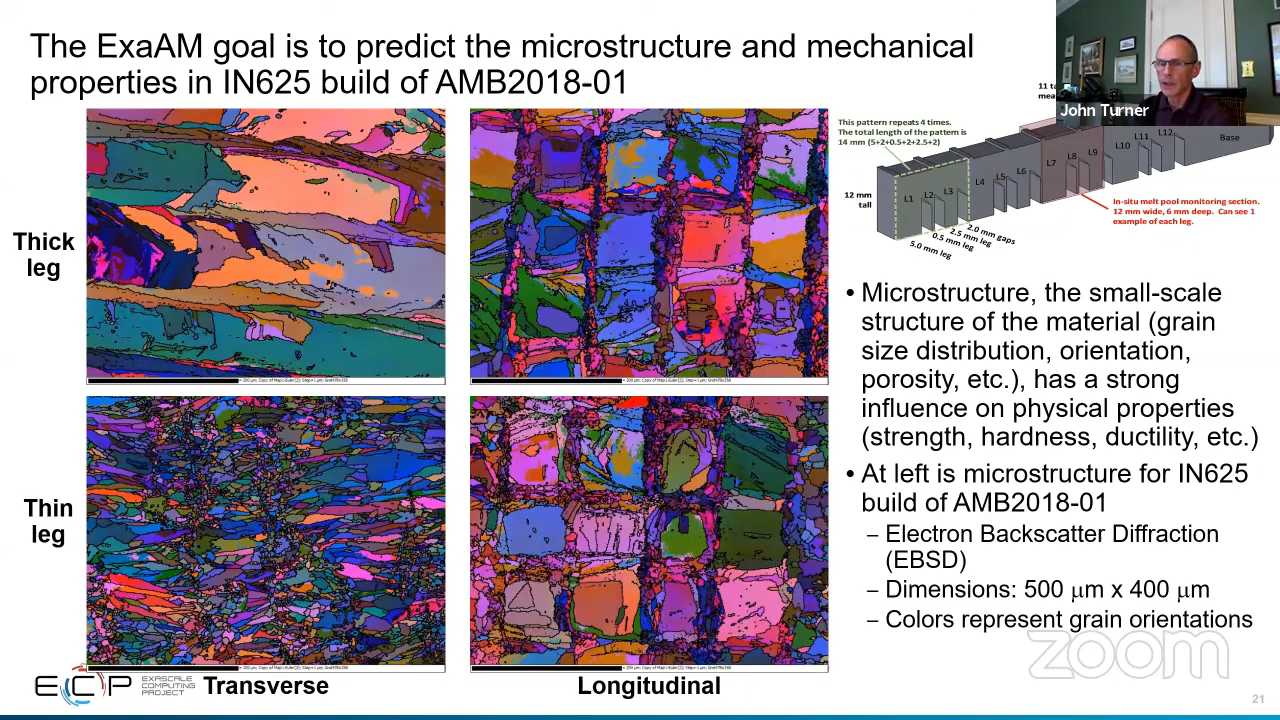 The ExaAM goal is to predict the microstructure and mechanical
properties in IN625 build of AMB2018-01
John Turner
This pattern repeats 4 times.
The total length of the pattern is
14 mm (5+2+0.5+2+2.5+2)
12 mm
tall
L1
L2
L3
L4
L5
L6
L7
L8
L9
L10
L11
L12
Base
2.0 mm gaps
2.5 mm leg
0.5 mm leg
5.0 mm leg
In-situ melt pool monitoring section.
12 mm wide, 6 mm deep. Can see 1
example of each leg.
Thick
leg
Thin
leg
• Microstructure, the small-scale
structure of the material (grain
size distribution, orientation,
porosity, etc.), has a strong
influence on physical properties
(strength, hardness, ductility, etc.)
• At left is microstructure for IN625
build of AMB2018-01
– Electron Backscatter Diffraction
(EBSD)
– Dimensions: 500 μm x 400 μm
– Colors represent grain orientations
zoom
ECP
EXASCALE
COMPUTING
PROJECT
Transverse
Longitudinal
21